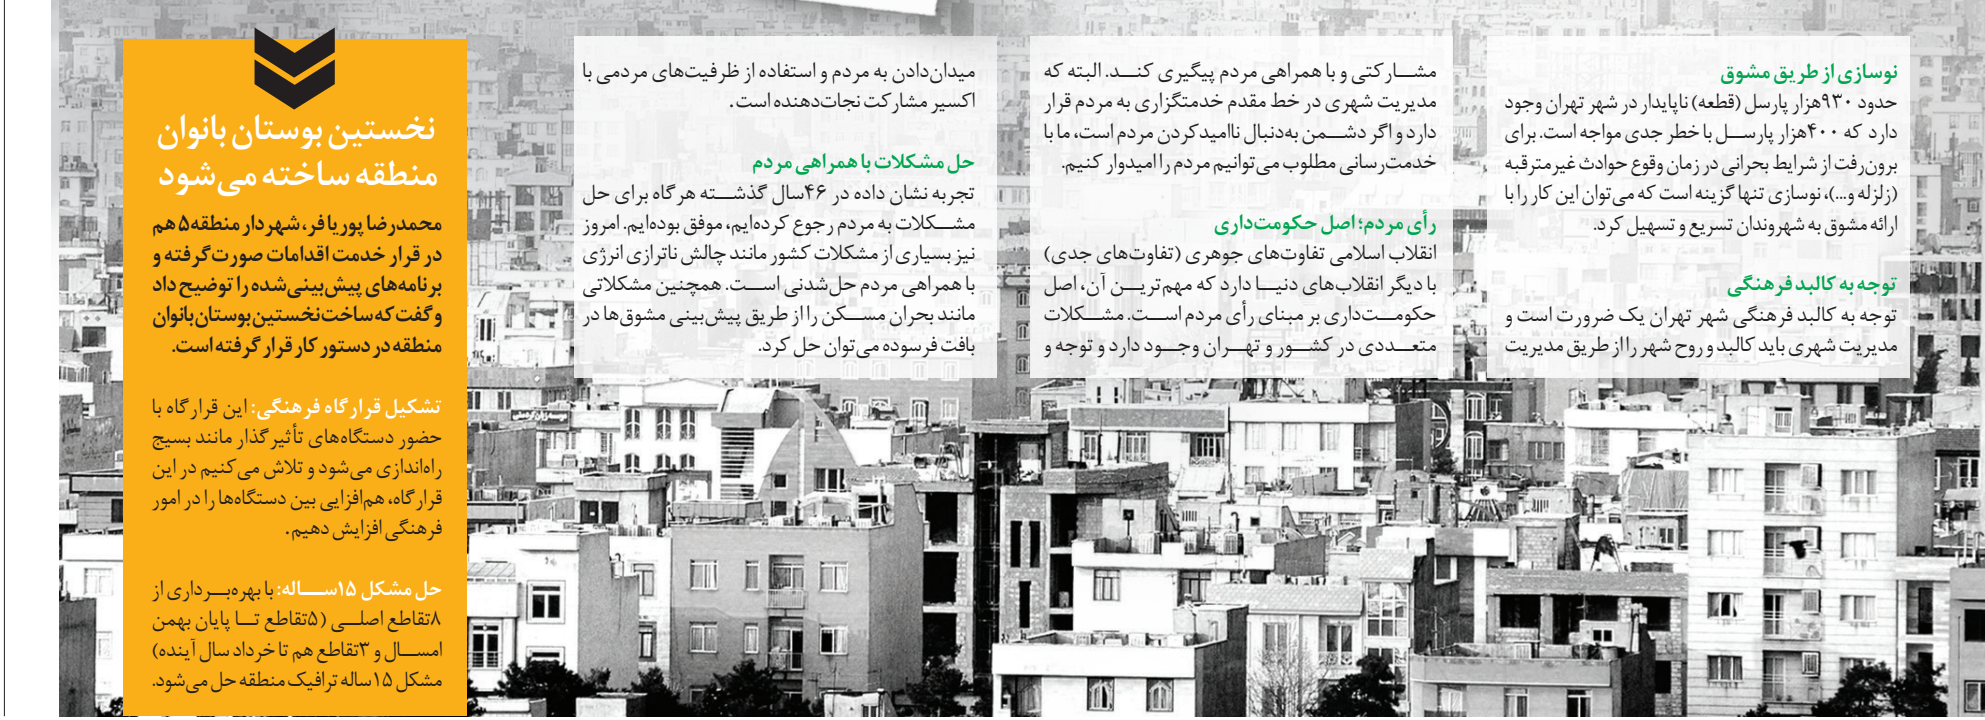 نوسازی از طریق مشوق
حدود ۹۳۰هزار پارسل (قطعه) ناپایدار در شهر تهران وجود
دارد که ۴۰۰هزار پارسل با خطر جدی مواجه است. برای
برون‌رفت از شرایط بحرانی در زمان وقوع حوادث غیرمترقبه
(زلزله و...)، نوسازی تنها گزینه است که می‌توان این کار را با
ارائه مشوق به شهروندان تسریع و تسهیل کرد.
توجه به کالبد فرهنگی
توجه به کالبد فرهنگی شهر تهران یک ضرورت است و
مدیریت شهری باید کالبد و روح شهر را از طریق مدیریت
مشارکتی و با همراهی مردم پیگیری کند. البته که
مدیریت شهری در خط مقدم خدمتگزاری به مردم قرار
دارد و اگر دشمن به‌دنبال ناامیدکردن مردم است، ما با
خدمت‌رسانی مطلوب می‌توانیم مردم را امیدوار کنیم.
رأی مردم؛ اصل حکومت‌داری
انقلاب اسلامی تفاوت‌های جوهری (تفاوت‌های جدی)
با دیگر انقلاب‌های دنیا دارد که مهم‌ترین آن، اصل
حکومت‌داری بر مبنای رأی مردم است. مشکلات
متعددی در کشور و تهران وجود دارد و توجه و
میدان‌دادن به مردم و استفاده از ظرفیت‌های مردمی با
اکسیر مشارکت نجات‌دهنده است.
حل مشکلات با همراهی مردم
تجربه نشان داده در ۴۶سال گذشته هرگاه برای حل
مشکلات به مردم رجوع کرده‌ایم، موفق بوده‌ایم. امروز
نیز بسیاری از مشکلات کشور مانند چالش ناترازی انرژی
با همراهی مردم حل‌شدنی است. همچنین مشکلاتی
مانند بحران مسکن را از طریق پیش‌بینی مشوق‌ها در
بافت فرسوده می‌توان حل کرد.
نخستین بوستان بانوان
منطقه ساخته می‌شود
محمدرضا پوریافر، شهردار منطقه۵ هم
در قرار خدمت اقدامات صورت‌گرفته و
برنامه‌های پیش‌بینی‌شده را توضیح داد
و گفت که ساخت نخستین بوستان بانوان
منطقه در دستور کار قرار گرفته است.
تشکیل قرارگاه فرهنگی: این قرارگاه با
حضور دستگاه‌های تأثیرگذار مانند بسیج
راه‌اندازی می‌شود و تلاش می‌کنیم در این
قرارگاه، هم‌افزایی بین دستگاه‌ها را در امور
فرهنگی افزایش دهیم.
حل مشکل ۱۵ساله: با بهره‌برداری از
۸تقاطع اصلی (۵تقاطع تا پایان بهمن
امسال و ۳تقاطع هم تا خرداد سال آینده)
مشکل ۱۵ساله ترافیک منطقه حل می‌شود.